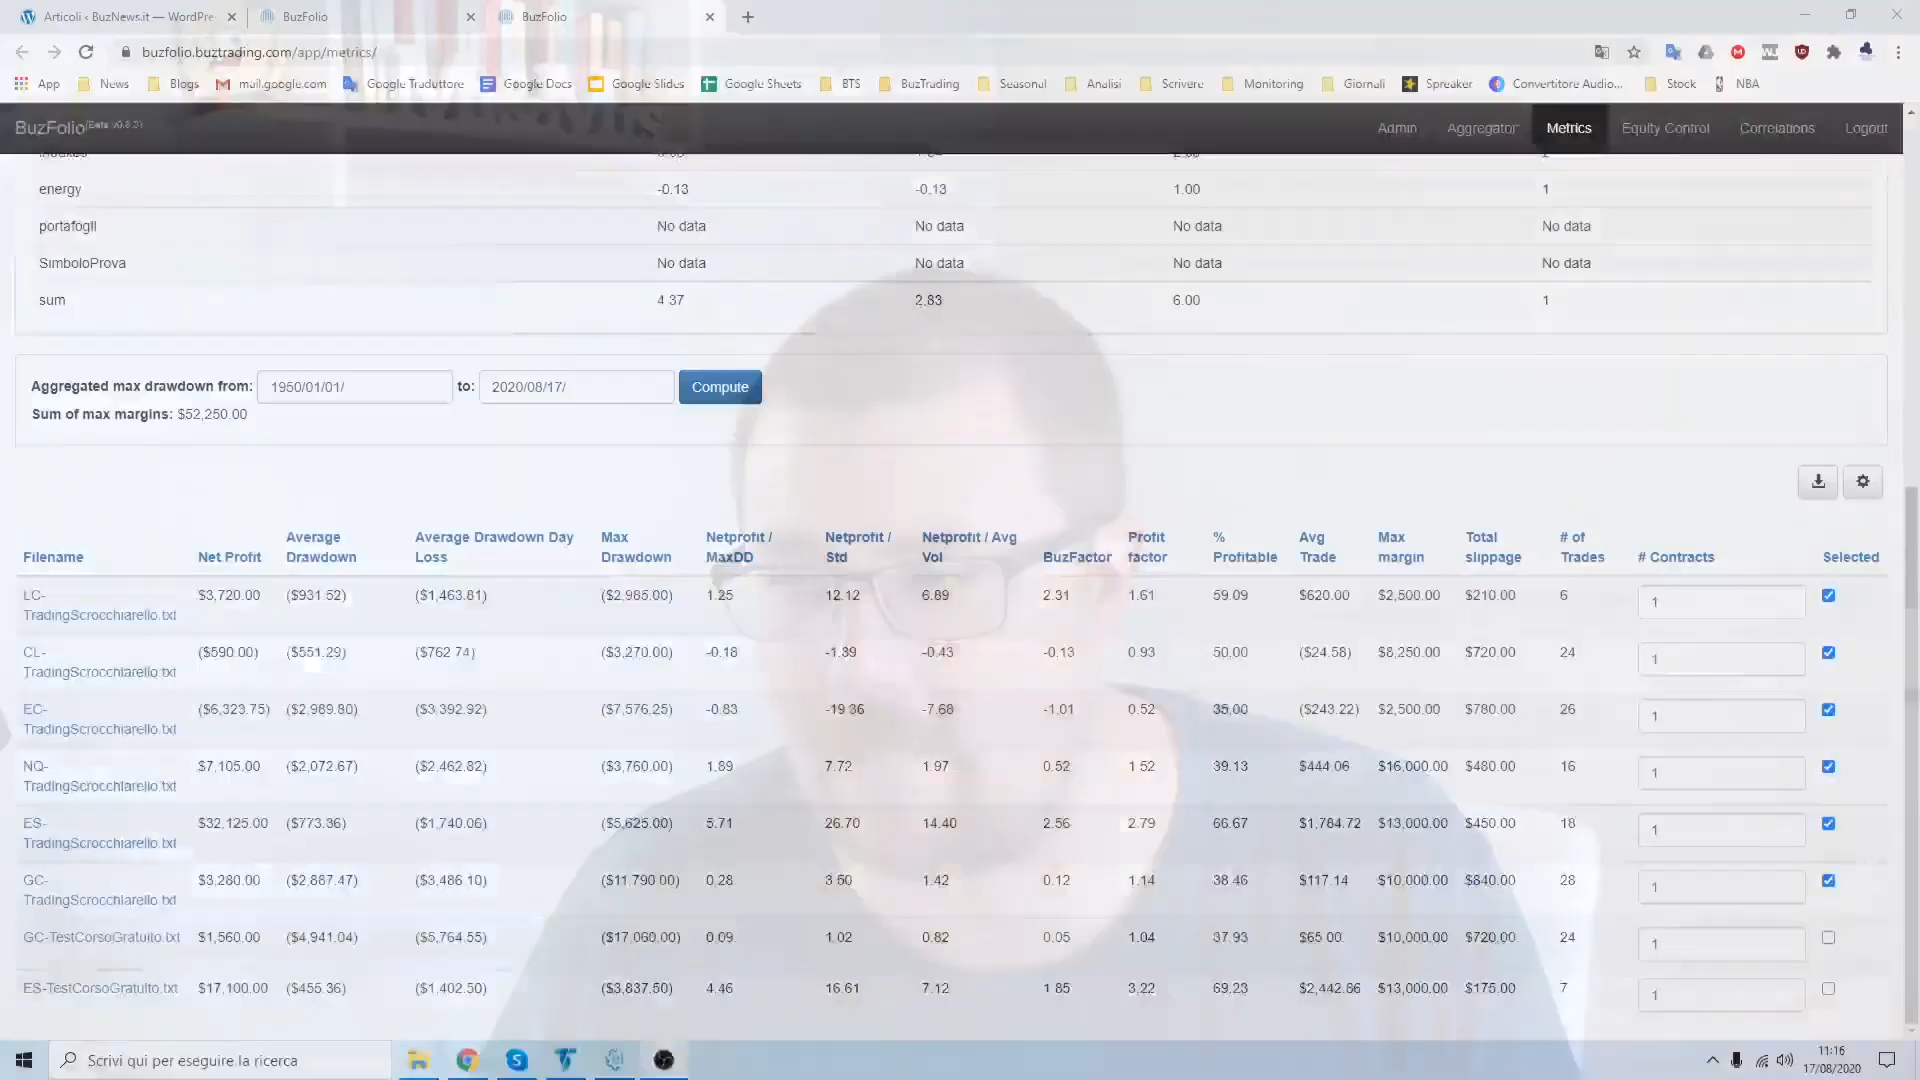 Articoli ‹ BuzNews.it — WordPre
BuzFolio
BuzFolio
buzfolio.buztrading.com/app/metrics/
App News Blogs mail.google.com Google Traduttore Google Docs Google Slides Google Sheets BTS BuzTrading Seasonal Analisi Scrivere Monitoring Giornali Spreaker Convertitore Audio... Stock NBA
BuzFolio Admin Aggregator Metrics Equity Control Correlations Logout
energy -0.13 -0.13 1.00 1
portafogli No data No data No data No data
SimboloProva No data No data No data No data
sum 4.37 2.83 6.00 1
Aggregated max drawdown from: 1950/01/01/ to: 2020/08/17/ Compute
Sum of max margins: $52,250.00
Filename Net Profit Average Drawdown Average Drawdown Day Loss Max Drawdown Netprofit / MaxDD Netprofit / Std Netprofit / Avg Vol BuzFactor Profit factor % Profitable Avg Trade Max margin Total slippage # of Trades # Contracts Selected
LC-TradingScrocchiarello.txt $3,720.00 ($931.52) ($1,463.81) ($2,985.00) 1.25 12.12 6.89 2.31 1.61 59.09 $620.00 $2,500.00 $210.00 6 1
CL-TradingScrocchiarello.txt ($590.00) ($551.29) ($762.74) ($3,270.00) -0.18 -1.89 -0.43 -0.13 0.93 50.00 ($24.58) $8,250.00 $720.00 24 1
EC-TradingScrocchiarello.txt ($6,323.75) ($2,989.80) ($3,392.92) ($7,576.25) -0.83 -19.36 -7.68 -1.01 0.52 35.00 ($243.22) $2,500.00 $780.00 26 1
NQ-TradingScrocchiarello.txt $7,105.00 ($2,072.67) ($2,462.82) ($3,760.00) 1.89 7.72 1.97 0.52 1.52 39.13 $444.06 $16,000.00 $480.00 16 1
ES-TradingScrocchiarello.txt $32,125.00 ($773.36) ($1,740.06) ($5,625.00) 5.71 26.70 14.40 2.56 2.79 66.67 $1,784.72 $13,000.00 $450.00 18 1
GC-TradingScrocchiarello.txt $3,280.00 ($2,887.47) ($3,486.10) ($11,790.00) 0.28 3.50 1.42 0.12 1.14 38.46 $117.14 $10,000.00 $840.00 28 1
GC-TestCorsoGratuito.txt $1,560.00 ($4,941.04) ($5,764.55) ($17,060.00) 0.09 1.02 0.82 0.05 1.04 37.93 $65.00 $10,000.00 $720.00 24 1
ES-TestCorsoGratuito.txt $17,100.00 ($455.36) ($1,402.50) ($3,837.50) 4.46 16.61 7.12 1.85 3.22 69.23 $2,442.86 $13,000.00 $175.00 7 1
Scrivi qui per eseguire la ricerca
11:16
17/08/2020